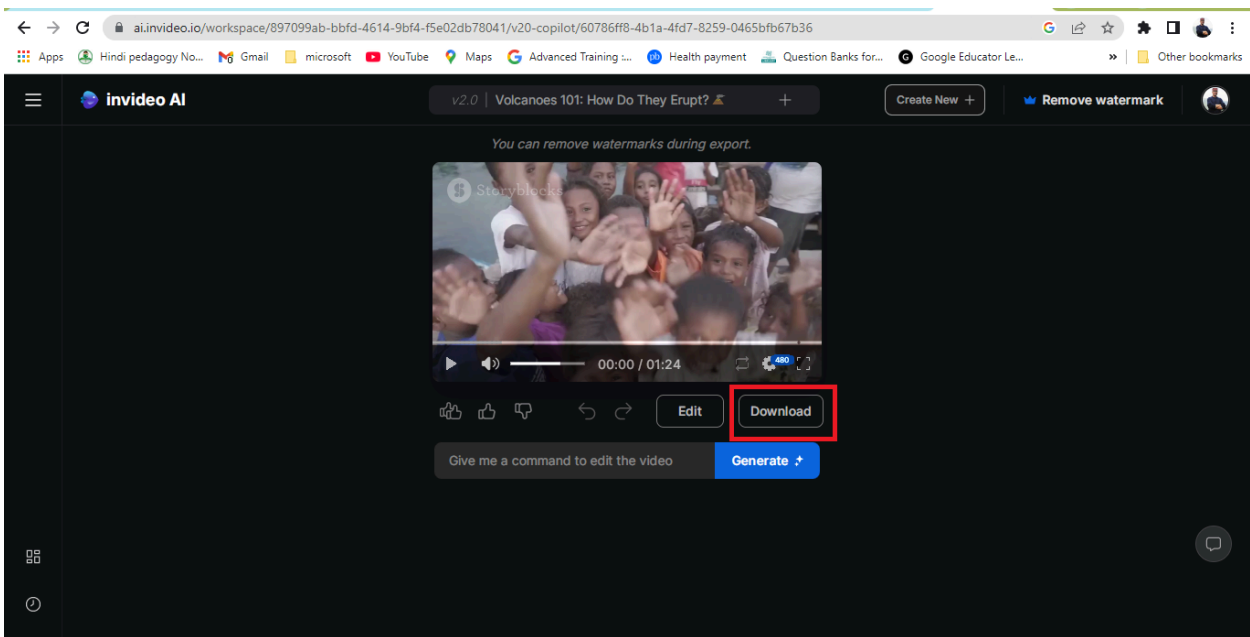 ai.invideo.io/workspace/897099ab-bbfd-4614-9bf4-f5e02db78041/v20-copilot/60786ff8-4b1a-4fd7-8259-0465bfb67b36
Apps Hindi pedagogy No... Gmail microsoft YouTube Maps Advanced Training :... Health payment Question Banks for... Google Educator Le... » Other bookmarks
invideo AI v2.0 | Volcanoes 101: How Do They Erupt? + Create New + Remove watermark
You can remove watermarks during export.
Storyblocks
00:00 / 01:24 480
Edit Download
Give me a command to edit the video Generate